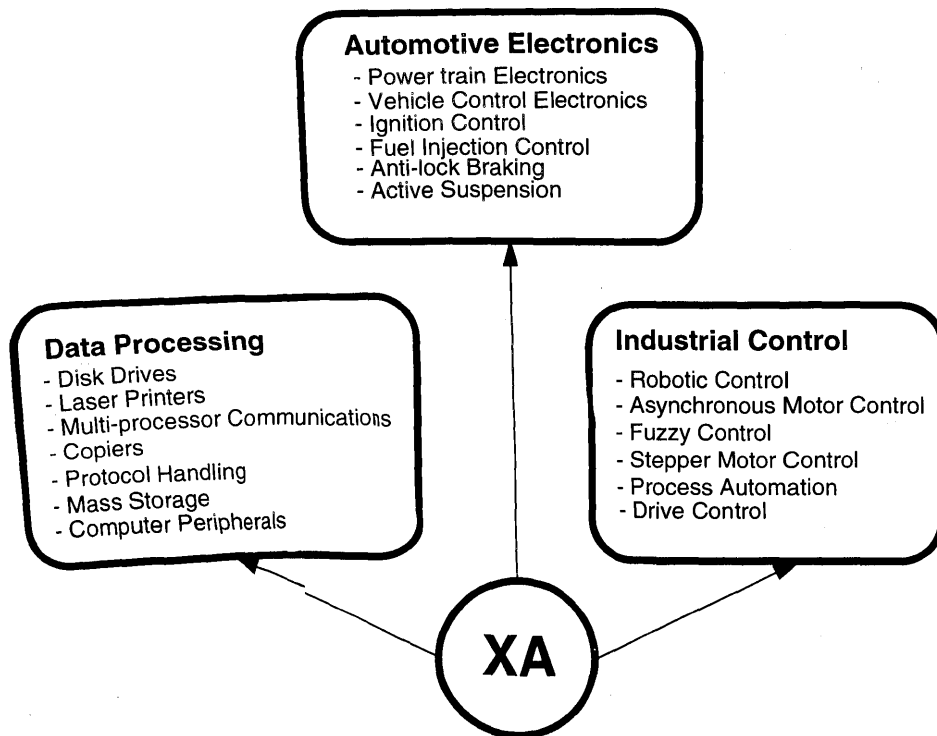 Automotive Electronics
- Power train Electronics
- Vehicle Control Electronics
- Ignition Control
- Fuel Injection Control
- Anti-lock Braking
- Active Suspension
Data Processing
- Disk Drives
- Laser Printers
- Multi-processor Communications
- Copiers
- Protocol Handling
- Mass Storage
- Computer Peripherals
Industrial Control
- Robotic Control
- Asynchronous Motor Control
- Fuzzy Control
- Stepper Motor Control
- Process Automation
- Drive Control
XA